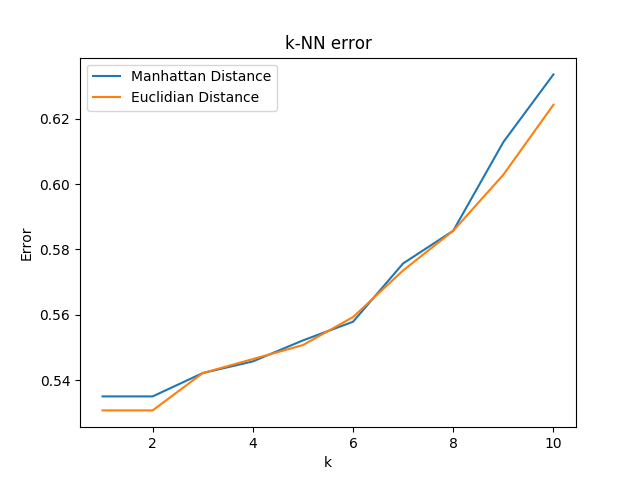 k-NN error
Manhattan Distance
Euclidian Distance
0.62
0.60
0.58
0.56
0.54
Error
2 4 6 8 10
k